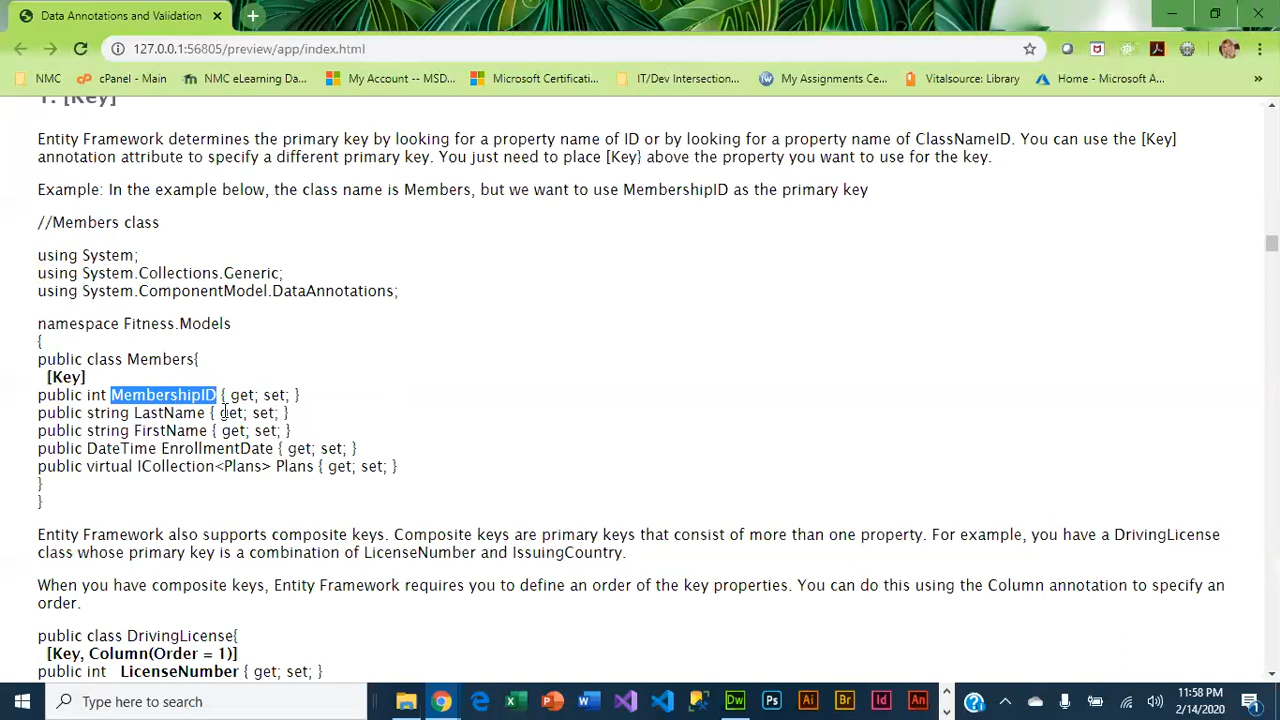 Data Annotations and Validation
127.0.0.1:56805/preview/app/index.html
NMC
cPanel - Main
NMC eLearning Da...
My Account -- MSD...
Microsoft Certificati...
IT/Dev Intersection...
My Assignments Ce...
Vitalsource: Library
Home - Microsoft A...
»
1. [Key]
Entity Framework determines the primary key by looking for a property name of ID or by looking for a property name of ClassNameID. You can use the [Key]
annotation attribute to specify a different primary key. You just need to place [Key} above the property you want to use for the key.
Example: In the example below, the class name is Members, but we want to use MembershipID as the primary key
//Members class
using System;
using System.Collections.Generic;
using System.ComponentModel.DataAnnotations;
namespace Fitness.Models
{
public class Members{
[Key]
public int MembershipID { get; set; }
public string LastName { get; set; }
public string FirstName { get; set; }
public DateTime EnrollmentDate { get; set; }
public virtual ICollection<Plans> Plans { get; set; }
}
}
Entity Framework also supports composite keys. Composite keys are primary keys that consist of more than one property. For example, you have a DrivingLicense
class whose primary key is a combination of LicenseNumber and IssuingCountry.
When you have composite keys, Entity Framework requires you to define an order of the key properties. You can do this using the Column annotation to specify an
order.
public class DrivingLicense{
[Key, Column(Order = 1)]
public int LicenseNumber { get; set; }
Type here to search
Dw
Ps
Ai
Br
Id
An
11:58 PM
2/14/2020